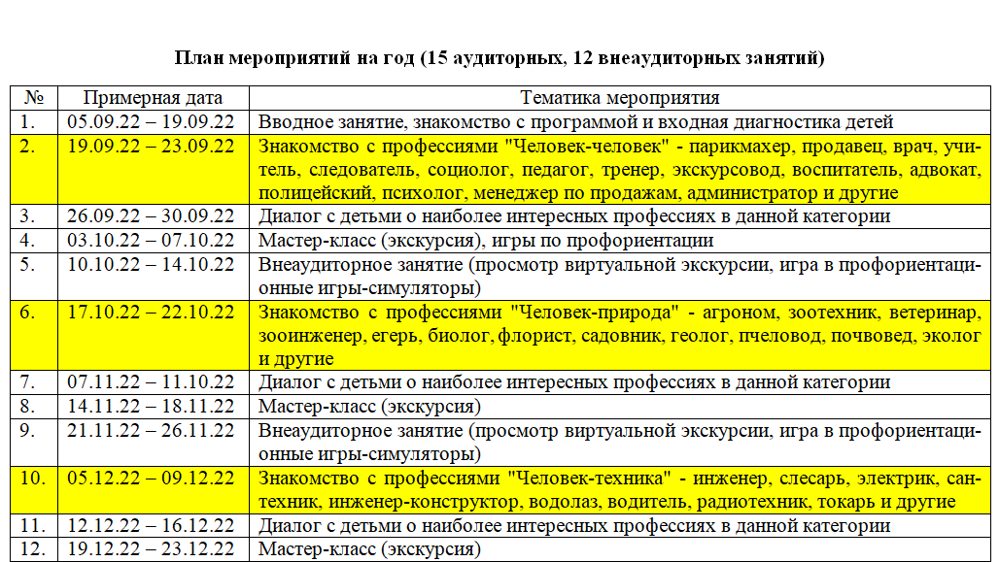 План мероприятий на год (15 аудиторных, 12 внеаудиторных занятий)
№ Примерная дата Тематика мероприятия
1. 05.09.22 – 19.09.22 Вводное занятие, знакомство с программой и входная диагностика детей
2. 19.09.22 – 23.09.22 Знакомство с профессиями "Человек-человек" - парикмахер, продавец, врач, учи-
тель, следователь, социолог, педагог, тренер, экскурсовод, воспитатель, адвокат,
полицейский, психолог, менеджер по продажам, администратор и другие
3. 26.09.22 – 30.09.22 Диалог с детьми о наиболее интересных профессиях в данной категории
4. 03.10.22 – 07.10.22 Мастер-класс (экскурсия), игры по профориентации
5. 10.10.22 – 14.10.22 Внеаудиторное занятие (просмотр виртуальной экскурсии, игра в профориентаци-
онные игры-симуляторы)
6. 17.10.22 – 22.10.22 Знакомство с профессиями "Человек-природа" - агроном, зоотехник, ветеринар,
зооинженер, егерь, биолог, флорист, садовник, геолог, пчеловод, почвовед, эколог
и другие
7. 07.11.22 – 11.10.22 Диалог с детьми о наиболее интересных профессиях в данной категории
8. 14.11.22 – 18.11.22 Мастер-класс (экскурсия)
9. 21.11.22 – 26.11.22 Внеаудиторное занятие (просмотр виртуальной экскурсии, игра в профориентаци-
онные игры-симуляторы)
10. 05.12.22 – 09.12.22 Знакомство с профессиями "Человек-техника" - инженер, слесарь, электрик, сан-
техник, инженер-конструктор, водолаз, водитель, радиотехник, токарь и другие
11. 12.12.22 – 16.12.22 Диалог с детьми о наиболее интересных профессиях в данной категории
12. 19.12.22 – 23.12.22 Мастер-класс (экскурсия)